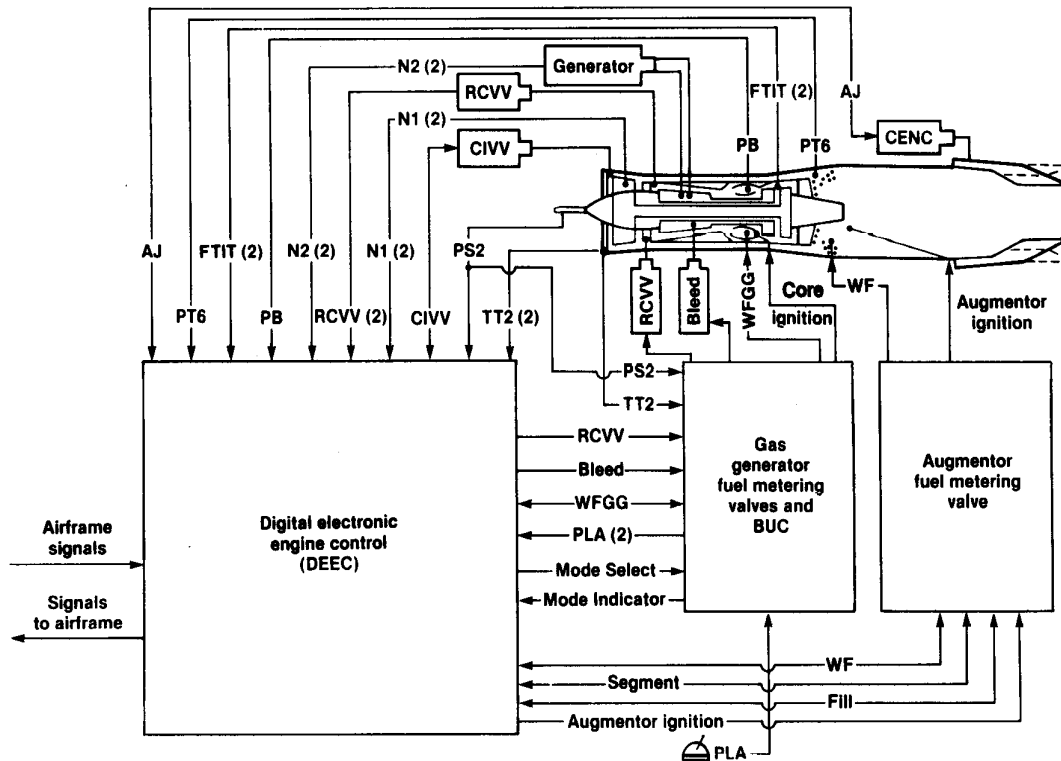 N2 (2)
Generator
RCVV
FTIT (2)
AJ
N1 (2)
CIVV
CENC
PB
PT6
AJ
FTIT (2)
N2 (2)
N1 (2)
PS2
PT6
PB
RCVV (2)
CIVV
TT2 (2)
RCVV
Bleed
WFGG
Core
ignition
WF
Augmentor
ignition
PS2
TT2
RCVV
Bleed
WFGG
PLA (2)
Mode Select
Mode Indicator
Gas
generator
fuel metering
valves and
BUC
Augmentor
fuel metering
valve
Digital electronic
engine control
(DEEC)
Airframe
signals
Signals
to airframe
WF
Segment
Fill
Augmentor ignition
PLA